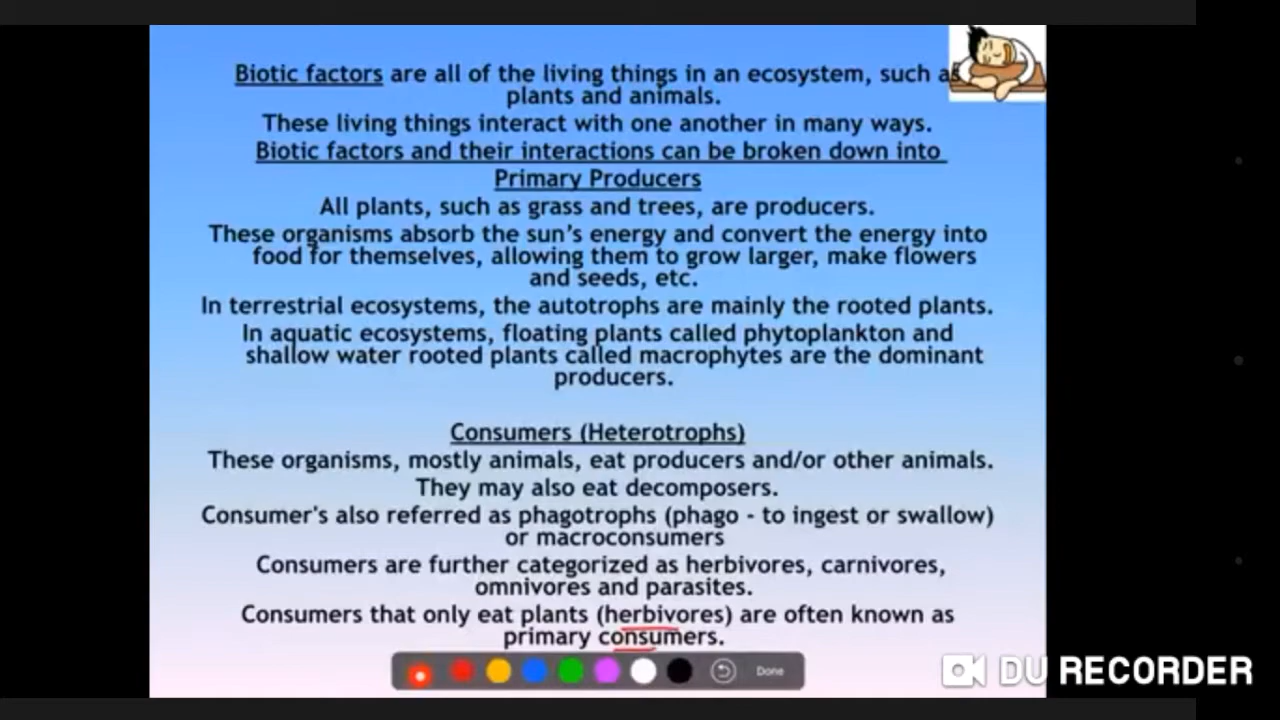 Biotic factors are all of the living things in an ecosystem, such as
plants and animals.
These living things interact with one another in many ways.
Biotic factors and their interactions can be broken down into
Primary Producers
All plants, such as grass and trees, are producers.
These organisms absorb the sun's energy and convert the energy into
food for themselves, allowing them to grow larger, make flowers
and seeds, etc.
In terrestrial ecosystems, the autotrophs are mainly the rooted plants.
In aquatic ecosystems, floating plants called phytoplankton and
shallow water rooted plants called macrophytes are the dominant
producers.
Consumers (Heterotrophs)
These organisms, mostly animals, eat producers and/or other animals.
They may also eat decomposers.
Consumer's also referred as phagotrophs (phago - to ingest or swallow)
or macroconsumers
Consumers are further categorized as herbivores, carnivores,
omnivores and parasites.
Consumers that only eat plants (herbivores) are often known as
primary consumers.
Done
DU RECORDER